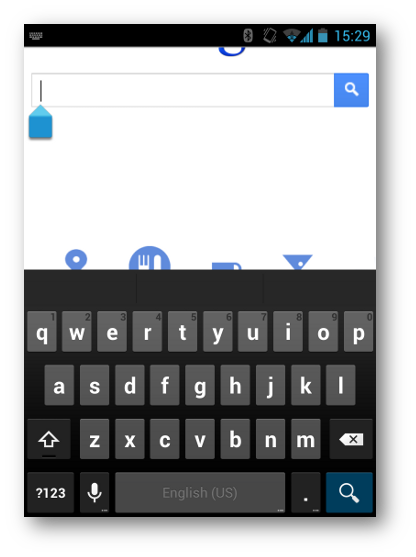 15:29
1 2 3 4 5 6 7 8 9 0
q w e r t y u i o p
a s d f g h j k l
z x c v b n m
?123 English (US) .